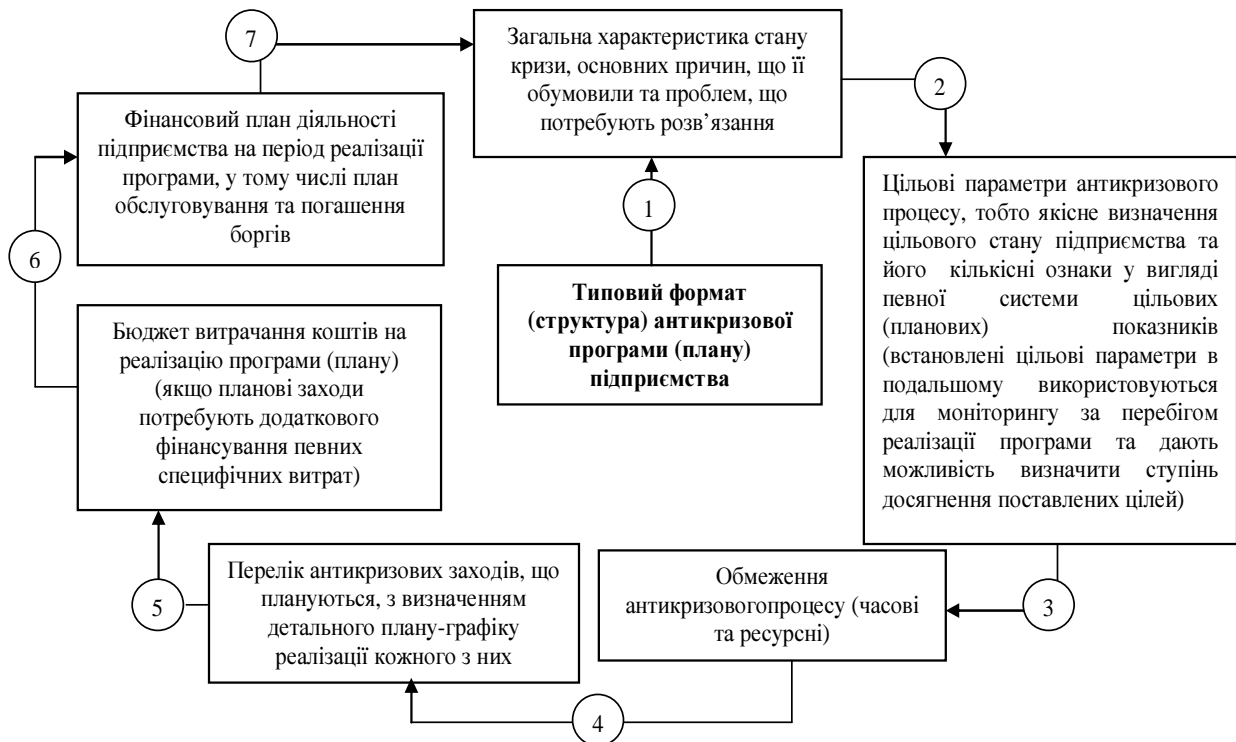 7
Загальна характеристика стану
кризи, основних причин, що її
обумовили та проблем, що
потребують розв’язання
2
Фінансовий план діяльності
підприємства на період реалізації
програми, у тому числі план
обслуговування та погашення
боргів
1
Цільові параметри антикризового
процесу, тобто якісне визначення
цільового стану підприємства та
його кількісні ознаки у вигляді
певної системи цільових
(планових) показників
(встановлені цільові параметри в
подальшому використовуються
для моніторингу за перебігом
реалізації програми та дають
можливість визначити ступінь
досягнення поставлених цілей)
6
Типовий формат
(структура) антикризової
програми (плану)
підприємства
Бюджет витрачання коштів на
реалізацію програми (плану)
(якщо планові заходи
потребують додаткового
фінансування певних
специфічних витрат)
5
Перелік антикризових заходів, що
плануються, з визначенням
детального плану-графіку
реалізації кожного з них
Обмеження
антикризовогопроцесу (часові
та ресурсні)
3
4